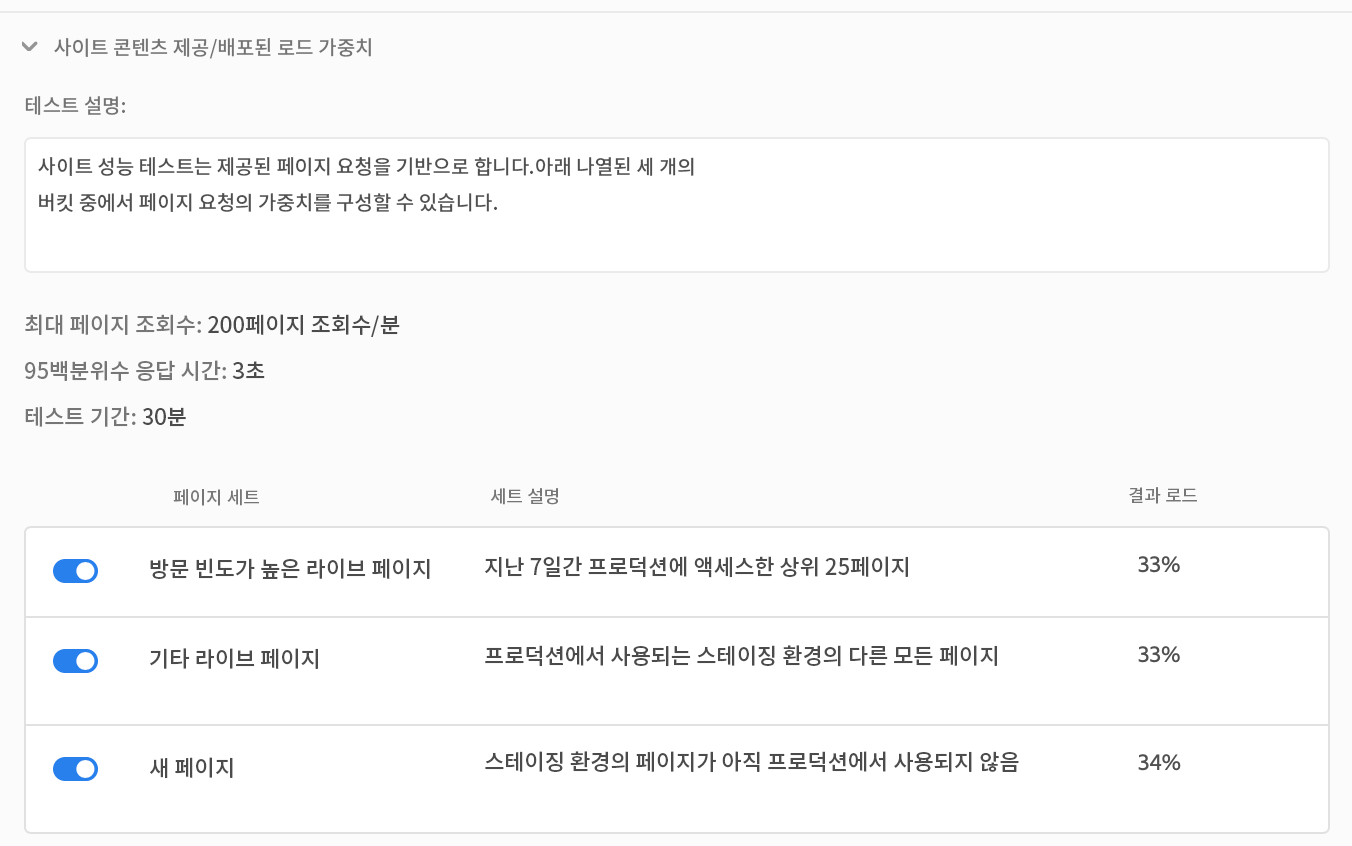 사이트 콘텐츠 제공/배포된 로드 가중치
테스트 설명:
사이트 성능 테스트는 제공된 페이지 요청을 기반으로 합니다.아래 나열된 세 개의
버킷 중에서 페이지 요청의 가중치를 구성할 수 있습니다.
최대 페이지 조회수: 200페이지 조회수/분
95백분위수 응답 시간: 3초
테스트 기간: 30분
페이지 세트 세트 설명 결과 로드
방문 빈도가 높은 라이브 페이지 지난 7일간 프로덕션에 액세스한 상위 25페이지 33%
기타 라이브 페이지 프로덕션에서 사용되는 스테이징 환경의 다른 모든 페이지 33%
새 페이지 스테이징 환경의 페이지가 아직 프로덕션에서 사용되지 않음 34%